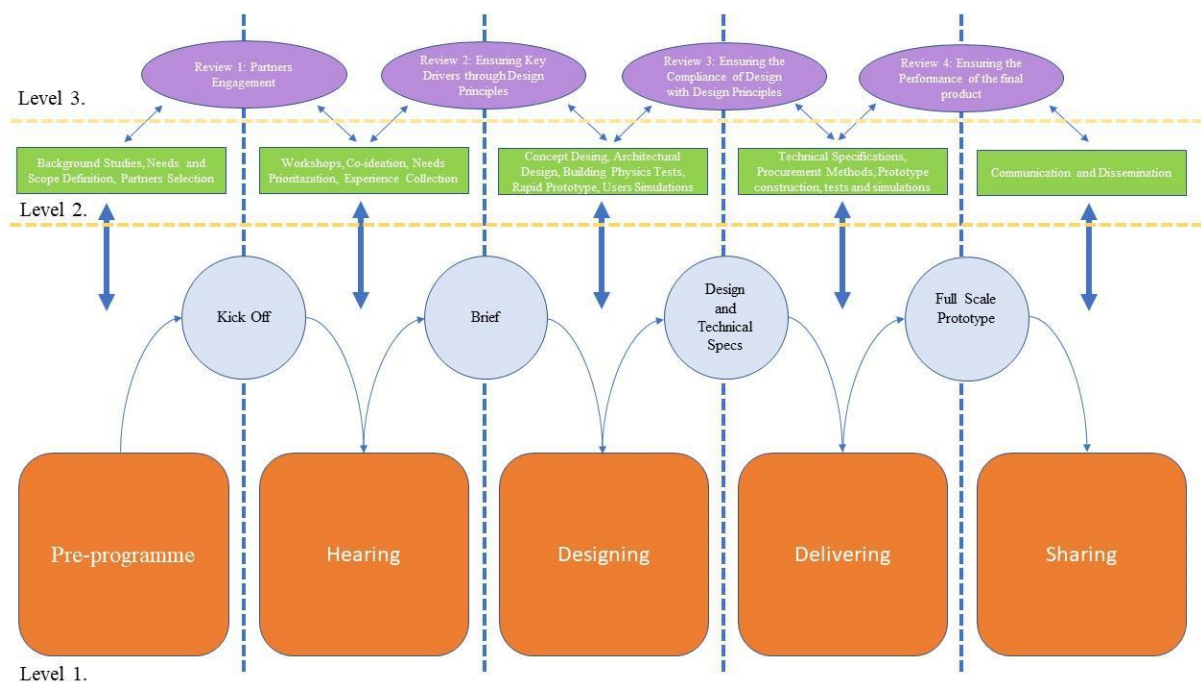 Review 1: Partners
Engagement
Review 2: Ensuring Key
Drivers through Design
Principles
Review 3: Ensuring the
Compliance of Design
with Design Principles
Review 4: Ensuring the
Performance of the final
product
Level 3.
Background Studies, Needs and
Scope Definition, Partners Selection
Workshops, Co-ideation, Needs
Prioritazation, Experience Collection
Concept Desing, Architectural
Design, Building Physics Tests,
Rapid Prototype, Users Simulations
Technical Specifications,
Procurement Methods, Prototype
construction, tests and simulations
Communication and Dissemination
Level 2.
Kick Off
Brief
Design
and
Technical
Specs
Full Scale
Prototype
Pre-programme
Hearing
Designing
Delivering
Sharing
Level 1.